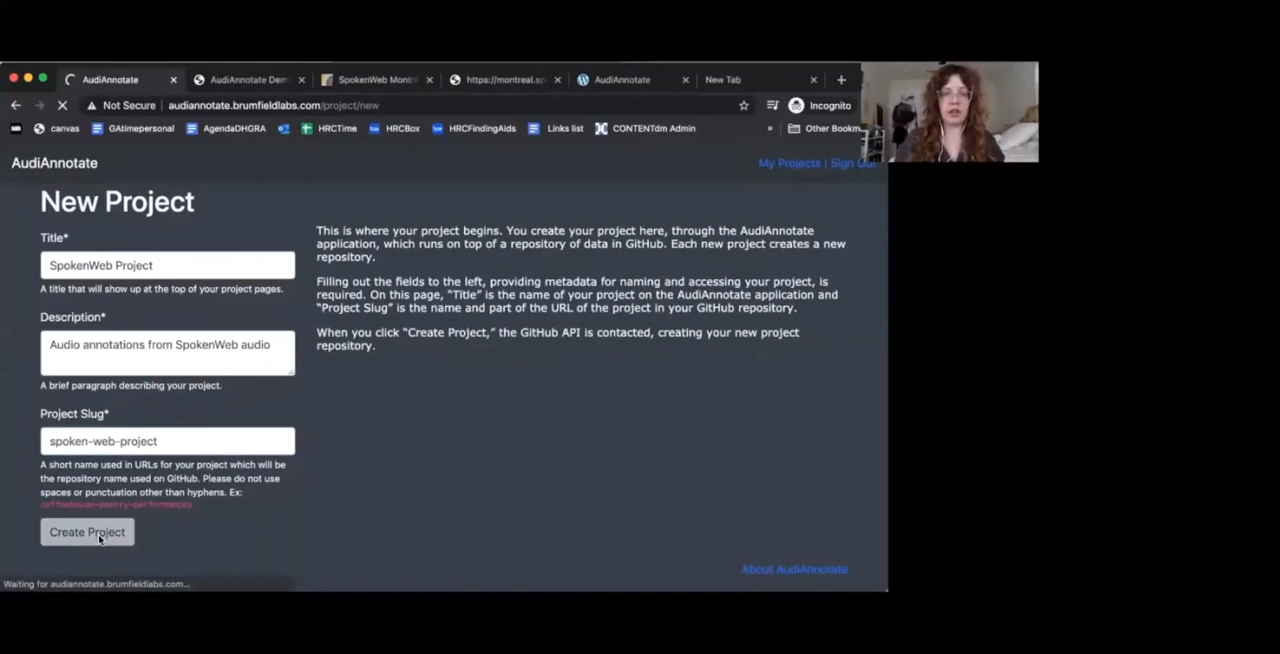 AudiAnnotate
AudiAnnotate Dem
SpokenWeb Montr
https://montreal.sp
AudiAnnotate
New Tab
Not Secure
audiannotate.brumfieldlabs.com/project/new
Incognito
canvas
GAtimepersonal
AgendaDHGRA
HRCTime
HRCBox
HRCFindingAids
Links list
CONTENTdm Admin
»
Other Bookm
AudiAnnotate
My Projects | Sign Out
New Project
Title*
SpokenWeb Project
A title that will show up at the top of your project pages.
Description*
Audio annotations from SpokenWeb audio
A brief paragraph describing your project.
Project Slug*
spoken-web-project
A short name used in URLs for your project which will be
the repository name used on GitHub. Please do not use
spaces or punctuation other than hyphens. Ex:
coffeehouse-poetry-performances
Create Project
This is where your project begins. You create your project here, through the AudiAnnotate
application, which runs on top of a repository of data in GitHub. Each new project creates a new
repository.
Filling out the fields to the left, providing metadata for naming and accessing your project, is
required. On this page, “Title” is the name of your project on the AudiAnnotate application and
“Project Slug” is the name and part of the URL of the project in your GitHub repository.
When you click “Create Project,” the GitHub API is contacted, creating your new project
repository.
About AudiAnnotate
Waiting for audiannotate.brumfieldlabs.com...